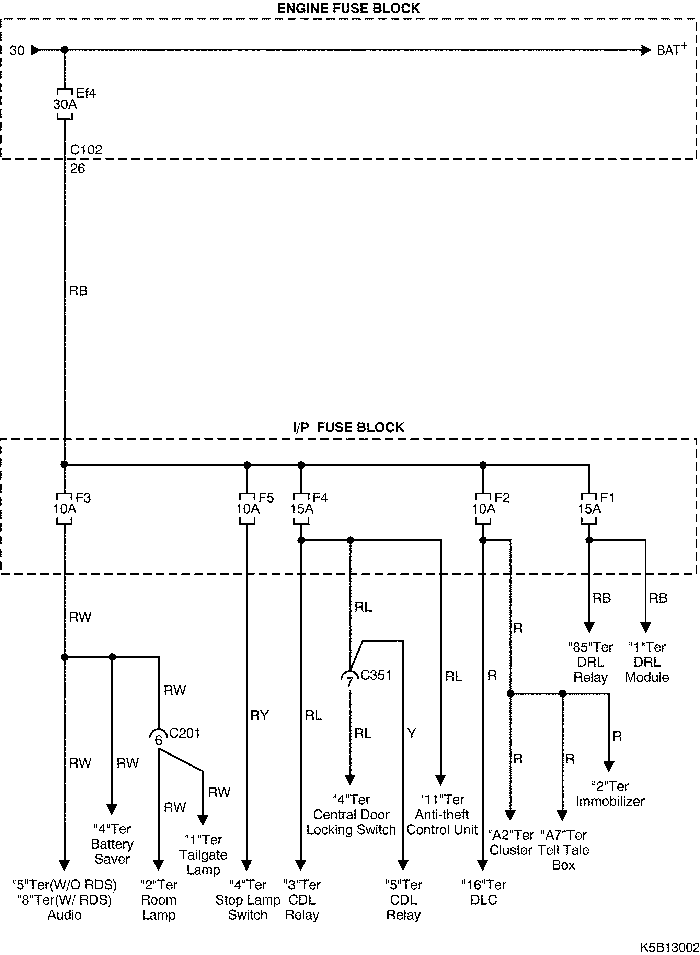 ENGINE FUSE BLOCK
30
BAT+
Ef4
30A
C102
26
RB
I/P FUSE BLOCK
F3
10A
F5
10A
F4
15A
F2
10A
F1
15A
RW
RL
RB
RB
R
RW
C351
7
RL
R
"85"Ter
DRL
Relay
"1"Ter
DRL
Module
RW
RW
C201
6
RY
RL
RL
Y
R
R
R
RW
RW
"2"Ter
Immobilizer
"4"Ter
Battery
Saver
"1"Ter
Tailgate
Lamp
"4"Ter
Central Door
Locking Switch
"11"Ter
Anti-theft
Control Unit
"A2"Ter
Cluster
"A7"Ter
Tell Tale
Box
"5"Ter(W/O RDS)
"8"Ter(W/ RDS)
Audio
"2"Ter
Room
Lamp
"4"Ter
Stop Lamp
Switch
"3"Ter
CDL
Relay
"5"Ter
CDL
Relay
"16"Ter
DLC
K5B13002